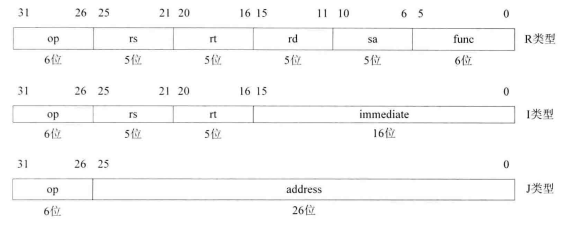 31 26 25 21 20 16 15 11 10 6 5 0
op rs rt rd sa func R类型
6位 5位 5位 5位 5位 6位
31 26 25 21 20 16 15 0
op rs rt immediate I类型
6位 5位 5位 16位
31 26 25 0
op address J类型
6位 26位